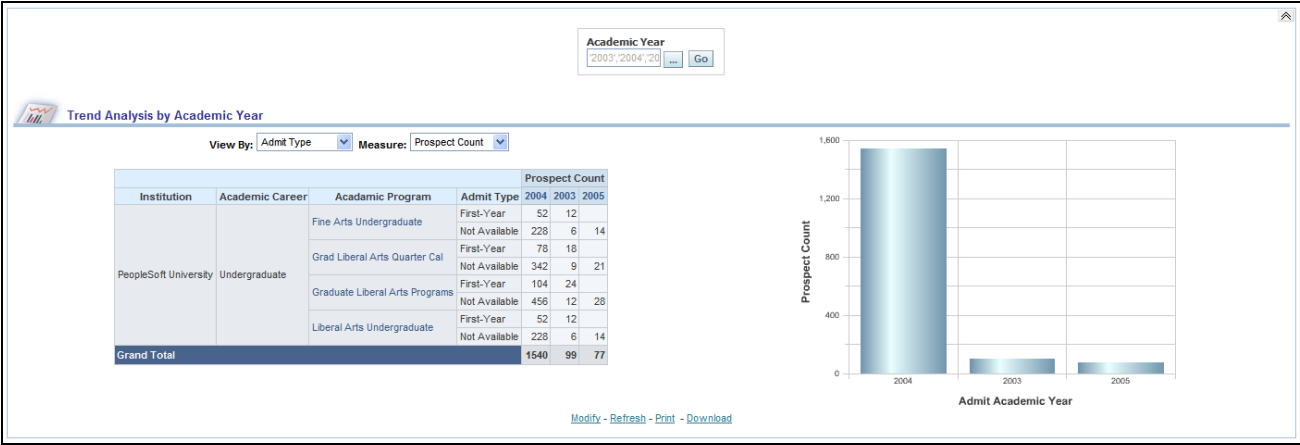 Academic Year
'2003','2004','20
... Go
Trend Analysis by Academic Year
View By: Admit Type Measure: Prospect Count
Prospect Count
Institution Academic Career Acadamic Program Admit Type 2004 2003 2005
PeopleSoft University Undergraduate
Fine Arts Undergraduate
First-Year 52 12
Not Available 228 6 14
Grad Liberal Arts Quarter Cal
First-Year 78 18
Not Available 342 9 21
Graduate Liberal Arts Programs
First-Year 104 24
Not Available 456 12 28
Liberal Arts Undergraduate
First-Year 52 12
Not Available 228 6 14
Grand Total 1540 99 77
Prospect Count
1,600
1,200
800
400
0
2004 2003 2005
Admit Academic Year
Modify - Refresh - Print - Download